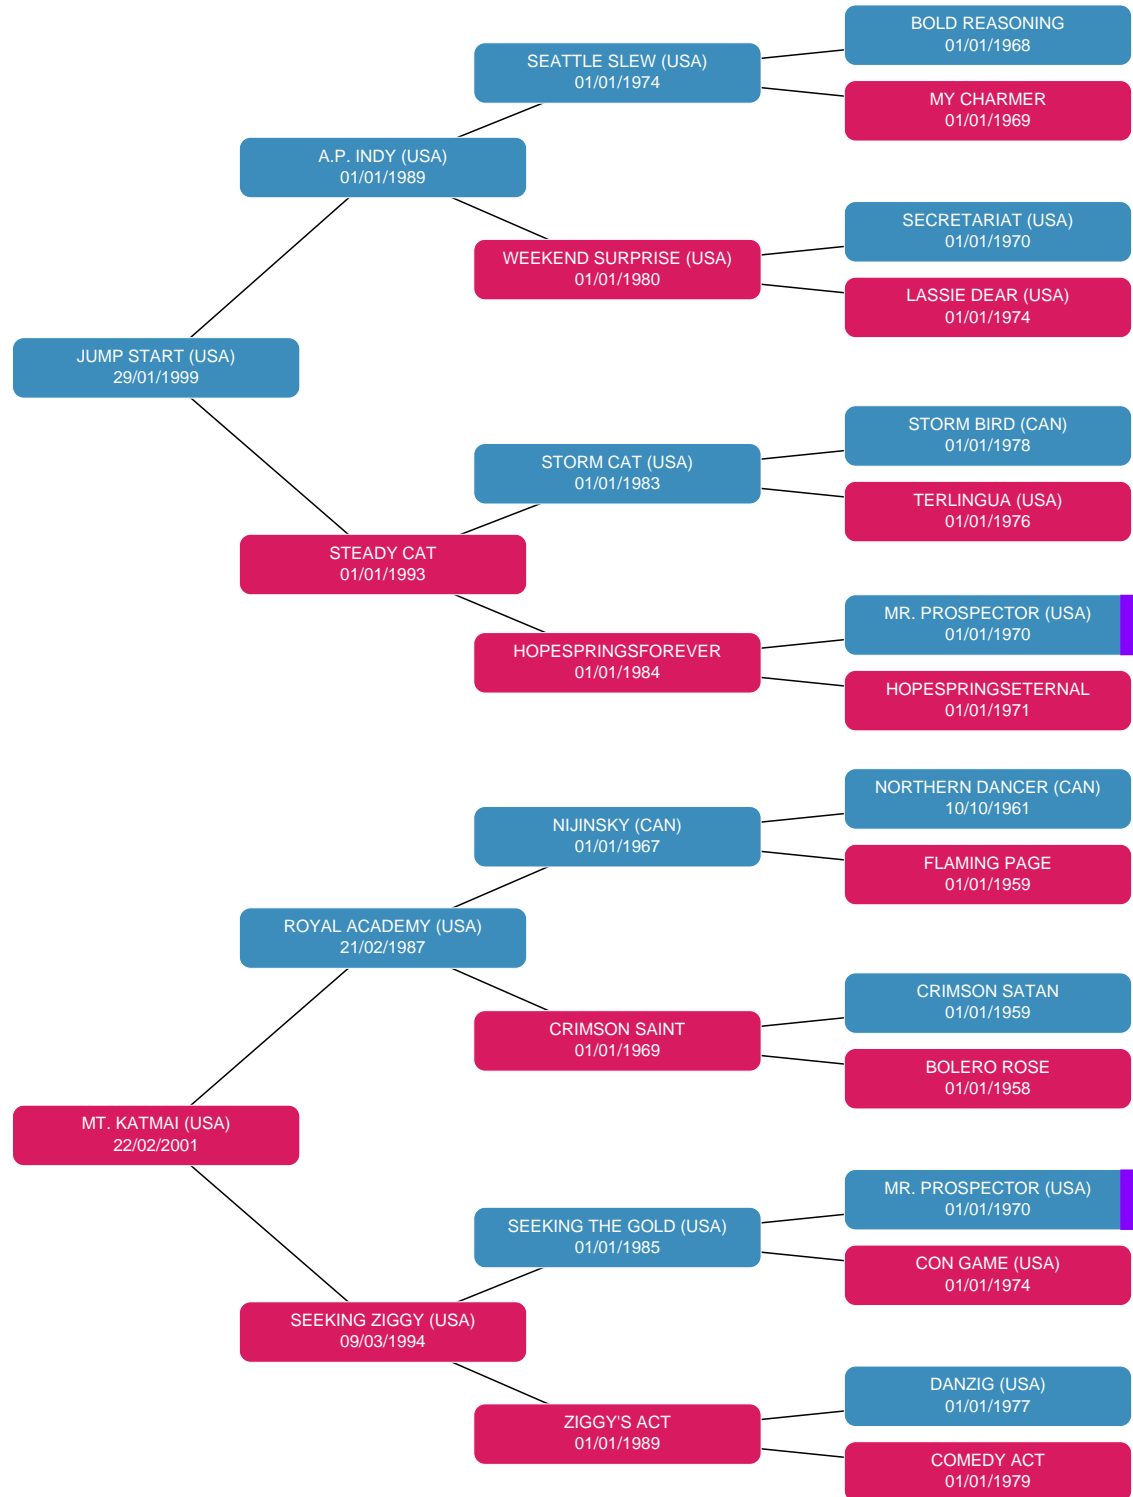 BOLD REASONING
01/01/1968
SEATTLE SLEW (USA)
01/01/1974
MY CHARMER
01/01/1969
A.P. INDY (USA)
01/01/1989
SECRETARIAT (USA)
01/01/1970
WEEKEND SURPRISE (USA)
01/01/1980
LASSIE DEAR (USA)
01/01/1974
JUMP START (USA)
29/01/1999
STORM BIRD (CAN)
01/01/1978
STORM CAT (USA)
01/01/1983
TERLINGUA (USA)
01/01/1976
STEADY CAT
01/01/1993
MR. PROSPECTOR (USA)
01/01/1970
HOPESPRINGSFOREVER
01/01/1984
HOPESPRINGSETERNAL
01/01/1971
NORTHERN DANCER (CAN)
10/10/1961
NIJINSKY (CAN)
01/01/1967
FLAMING PAGE
01/01/1959
ROYAL ACADEMY (USA)
21/02/1987
CRIMSON SATAN
01/01/1959
CRIMSON SAINT
01/01/1969
BOLERO ROSE
01/01/1958
MT. KATMAI (USA)
22/02/2001
MR. PROSPECTOR (USA)
01/01/1970
SEEKING THE GOLD (USA)
01/01/1985
CON GAME (USA)
01/01/1974
SEEKING ZIGGY (USA)
09/03/1994
DANZIG (USA)
01/01/1977
ZIGGY'S ACT
01/01/1989
COMEDY ACT
01/01/1979